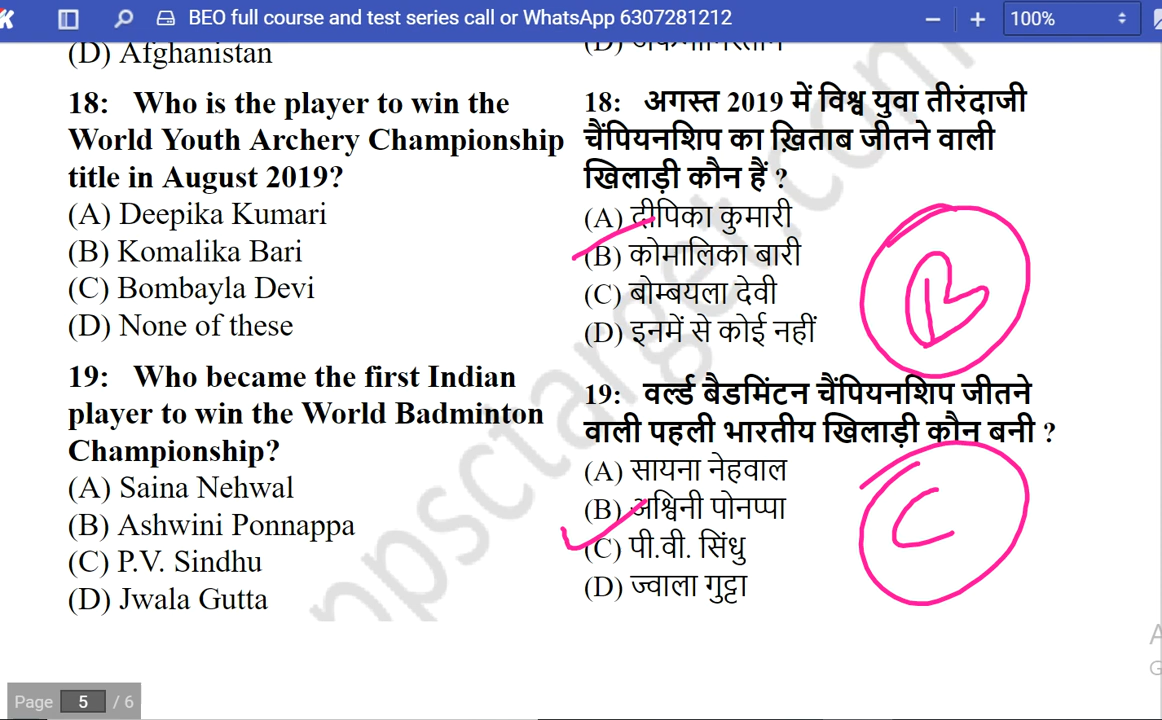 BEO full course and test series call or WhatsApp 6307281212
100%
(D) Afghanistan
18: Who is the player to win the
World Youth Archery Championship
title in August 2019?
(A) Deepika Kumari
(B) Komalika Bari
(C) Bombayla Devi
(D) None of these
19: Who became the first Indian
player to win the World Badminton
Championship?
(A) Saina Nehwal
(B) Ashwini Ponnappa
(C) P.V. Sindhu
(D) Jwala Gutta
(D) अफगानिस्तान
18: अगस्त 2019 में विश्व युवा तीरंदाजी
चैंपियनशिप का ख़िताब जीतने वाली
खिलाड़ी कौन हैं ?
(A) दीपिका कुमारी
(B) कोमालिका बारी
(C) बोम्बयला देवी
(D) इनमें से कोई नहीं
B
19: वर्ल्ड बैडमिंटन चैंपियनशिप जीतने
वाली पहली भारतीय खिलाड़ी कौन बनी ?
(A) सायना नेहवाल
(B) अश्विनी पोनप्पा
(C) पी.वी. सिंधु
(D) ज्वाला गुट्टा
C
npsctarget.com
Page 5 / 6